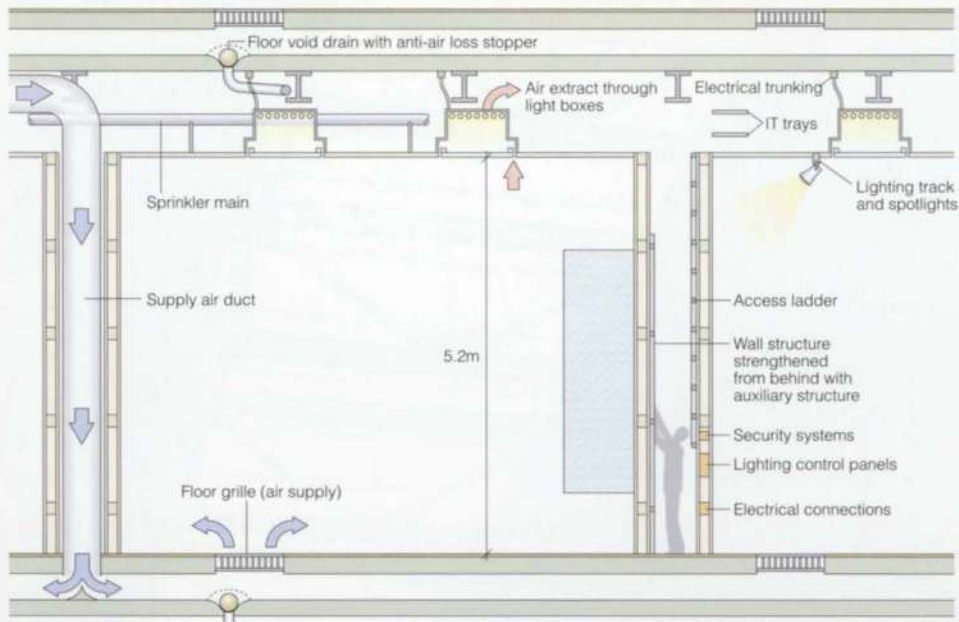 Floor void drain with anti-air loss stopper
Air extract through
light boxes
Electrical trunking
IT trays
Sprinkler main
Lighting track
and spotlights
Supply air duct
Access ladder
5.2m
Wall structure
strengthened
from behind with
auxiliary structure
Security systems
Lighting control panels
Floor grille (air supply)
Electrical connections